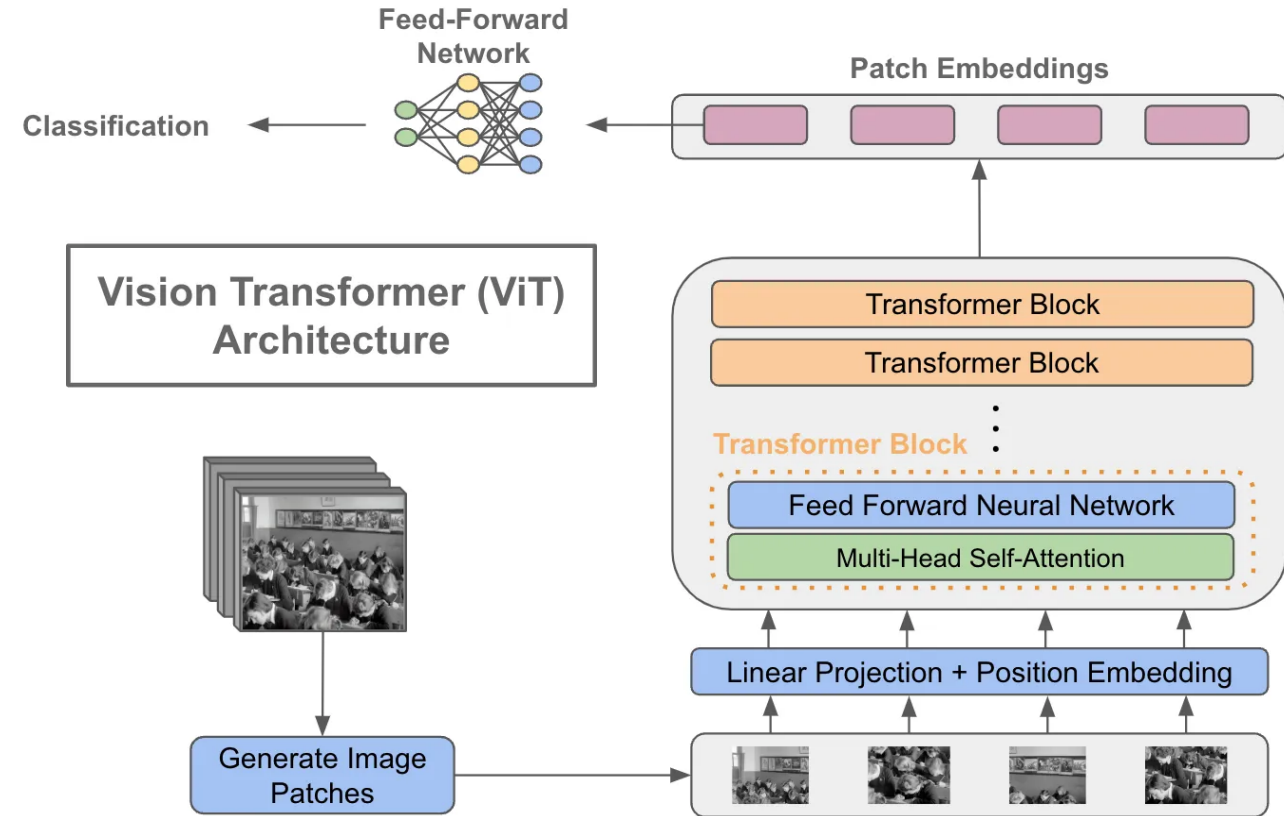 Feed-Forward
Network
Patch Embeddings
Classification
Vision Transformer (ViT)
Architecture
Transformer Block
Transformer Block
Transformer Block
Feed Forward Neural Network
Multi-Head Self-Attention
Linear Projection + Position Embedding
Generate Image
Patches